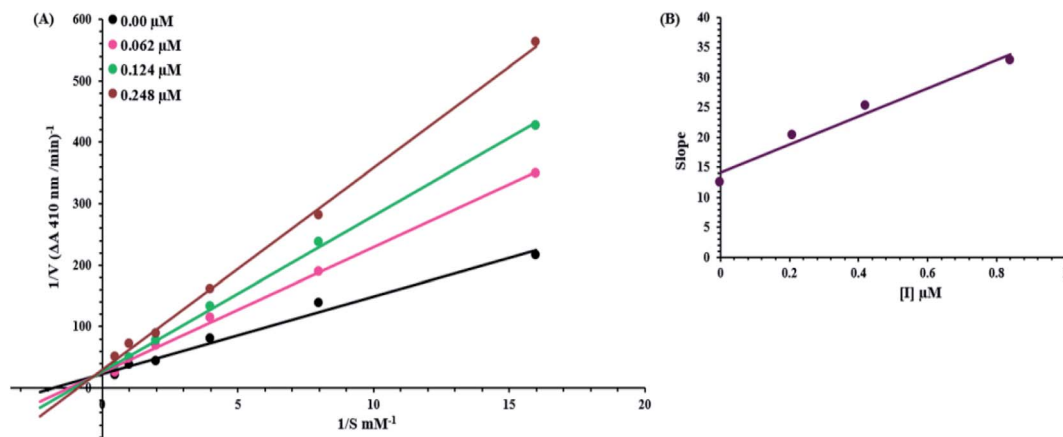 (A)
0.00 µM
0.062 µM
0.124 µM
0.248 µM
600
500
400
300
200
100
0
0
5
10
15
20
1/V (ΔA 410 nm /min)-1
1/S mM-1
(B)
40
35
30
25
20
15
10
5
0
0
0.2
0.4
0.6
0.8
Slope
[I] µM